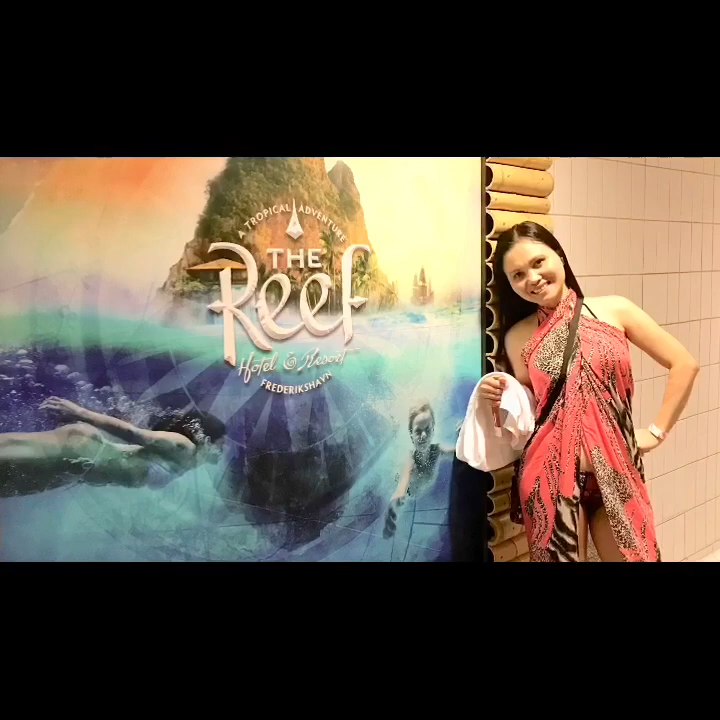 A TROPICAL ADVENTURE
THE
Reef
Hotel & Resort
FREDERIKSHAVN